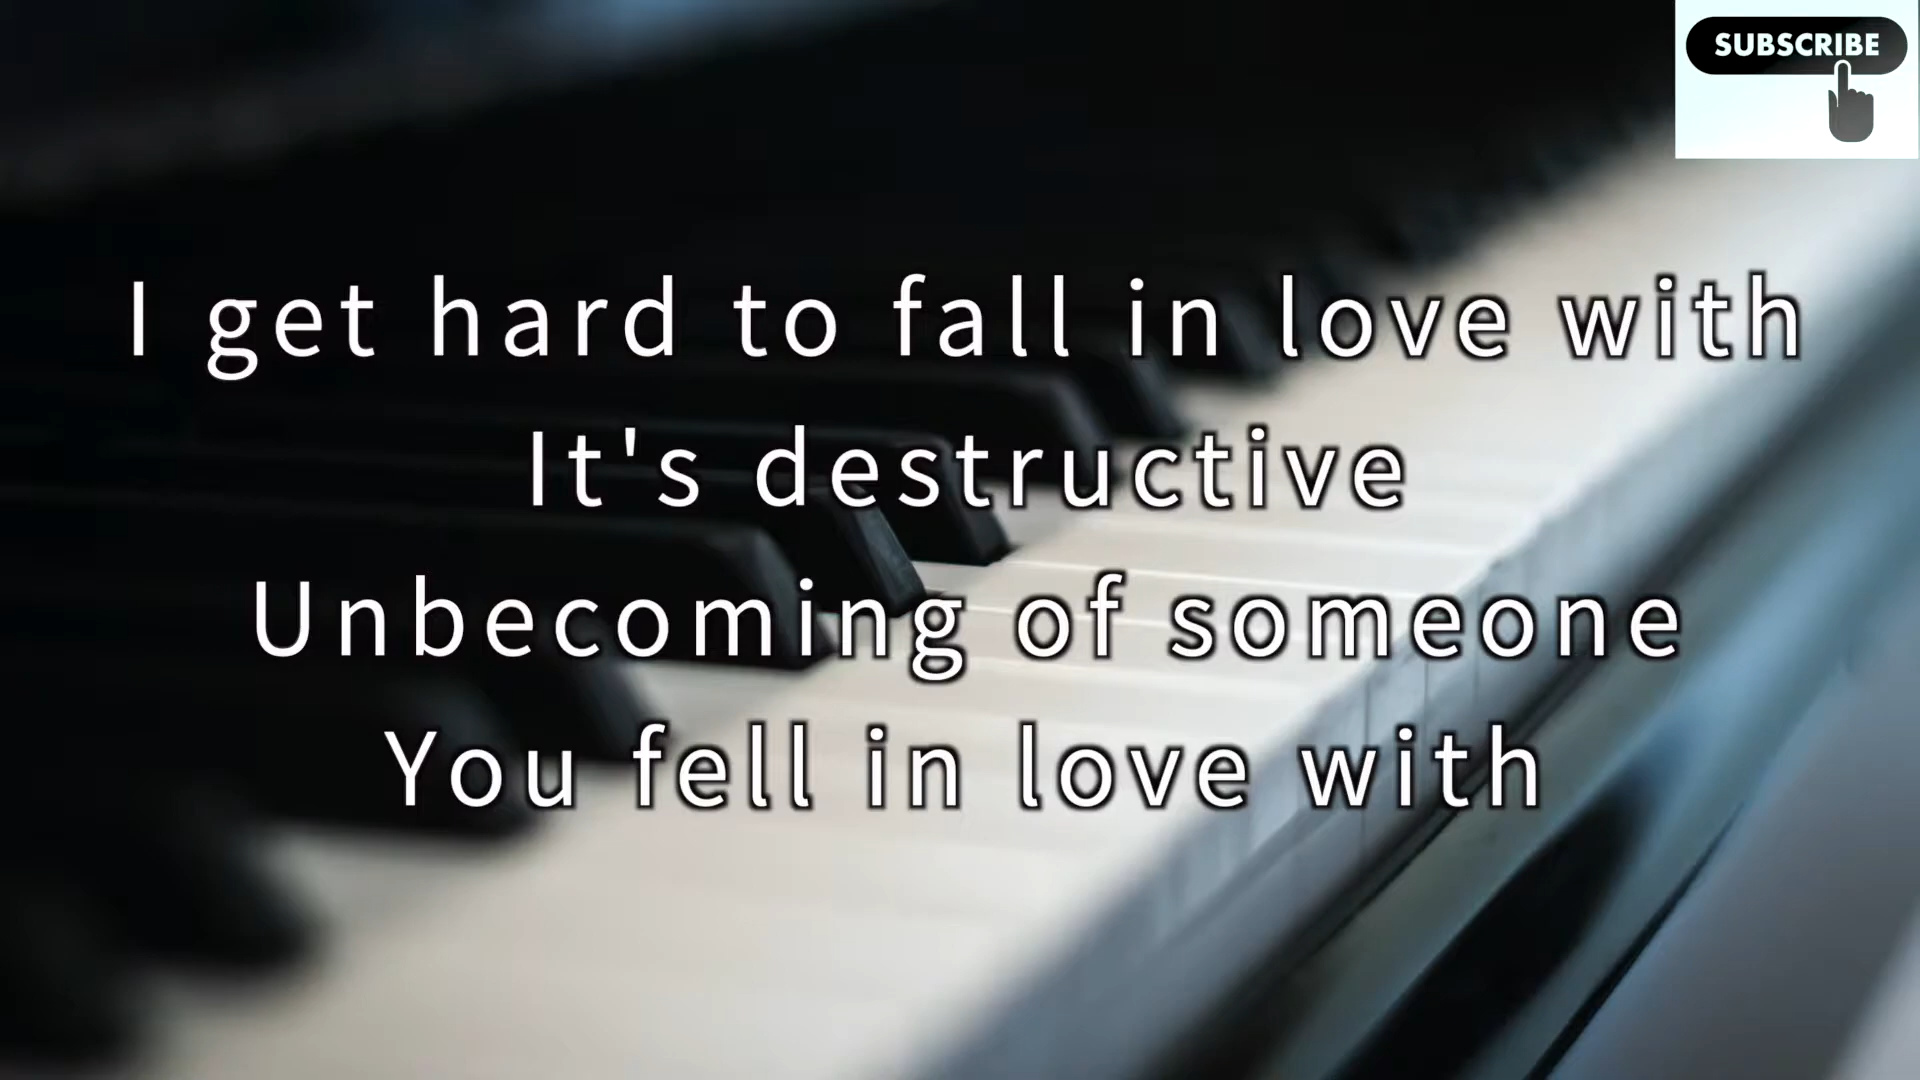 SUBSCRIBE
I get hard to fall in love with
It's destructive
Unbecoming of someone
You fell in love with